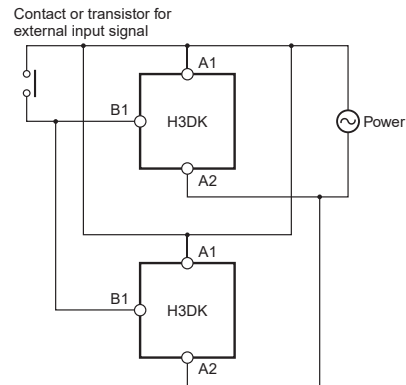 Contact or transistor for
external input signal
A1
B1
H3DK
Power
A2
A1
B1
H3DK
A2